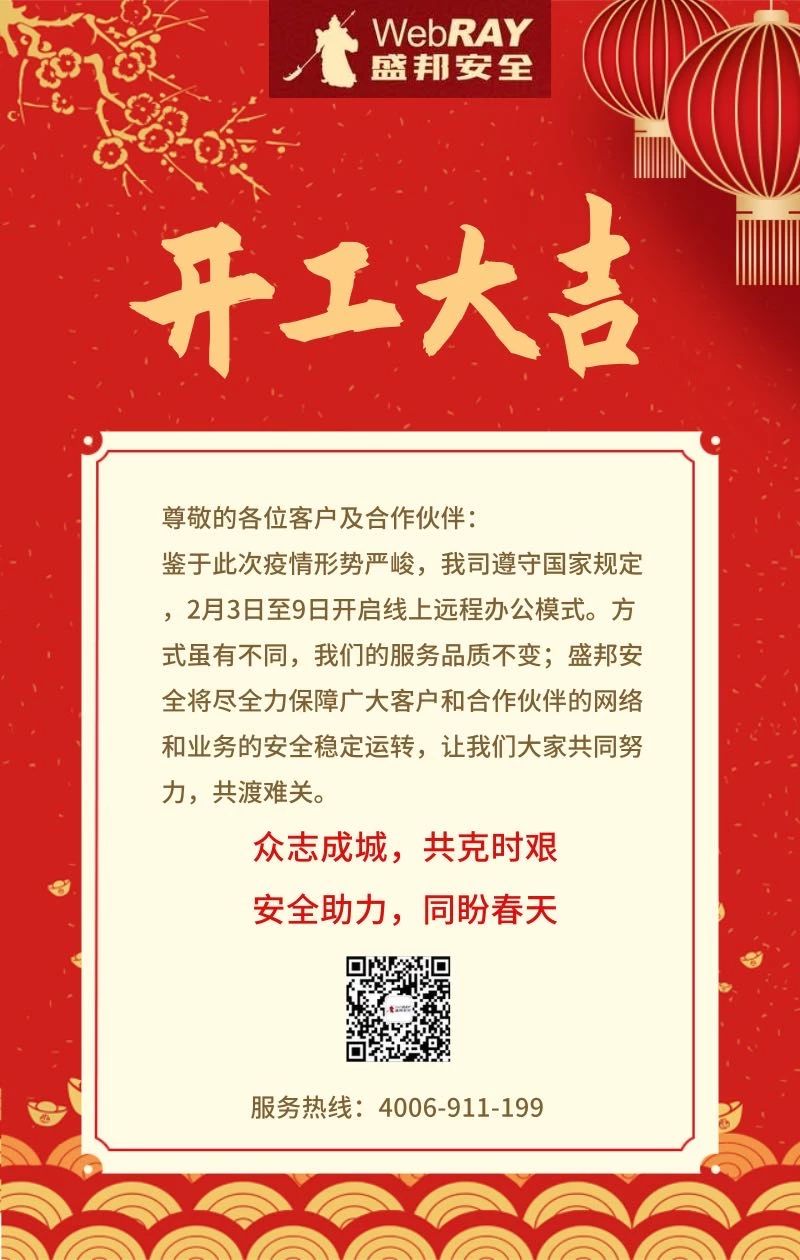 WebRAY
盛邦安全
开工大吉
尊敬的各位客户及合作伙伴：
鉴于此次疫情形势严峻，我司遵守国家规定
，2月3日至9日开启线上远程办公模式。方
式虽有不同，我们的服务品质不变；盛邦安
全将尽全力保障广大客户和合作伙伴的网络
和业务的安全稳定运转，让我们大家共同努
力，共渡难关。
众志成城，共克时艰
安全助力，同盼春天
服务热线：4006-911-199